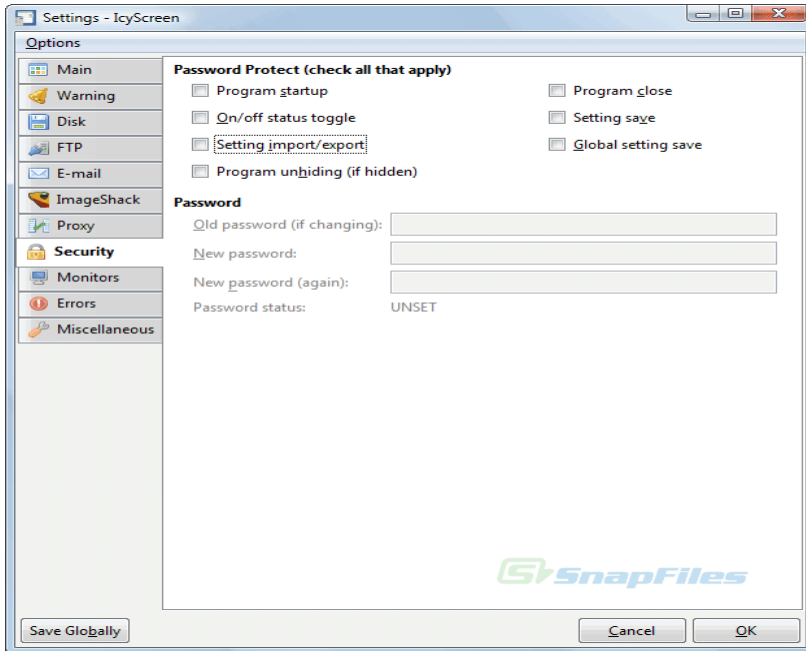 Settings - IcyScreen
Options
Main
Warning
Disk
FTP
E-mail
ImageShack
Proxy
Security
Monitors
Errors
Miscellaneous
Password Protect (check all that apply)
Program startup
Program close
On/off status toggle
Setting save
Setting import/export
Global setting save
Program unhiding (if hidden)
Password
Old password (if changing):
New password:
New password (again):
Password status: UNSET
SnapFiles
Save Globally
Cancel
OK